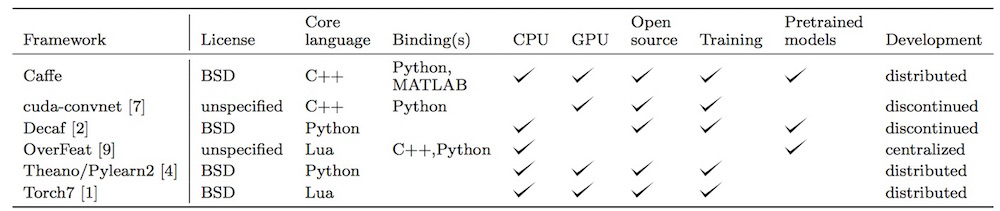 Framework License Core language Binding(s) CPU GPU Open source Training Pretrained models Development
Caffe BSD C++ Python, MATLAB ✓ ✓ ✓ ✓ ✓ distributed
cuda-convnet [7] unspecified C++ Python ✓ ✓ ✓ discontinued
Decaf [2] BSD Python ✓ ✓ ✓ ✓ discontinued
OverFeat [9] unspecified Lua C++,Python ✓ ✓ centralized
Theano/Pylearn2 [4] BSD Python ✓ ✓ ✓ ✓ distributed
Torch7 [1] BSD Lua ✓ ✓ ✓ ✓ distributed